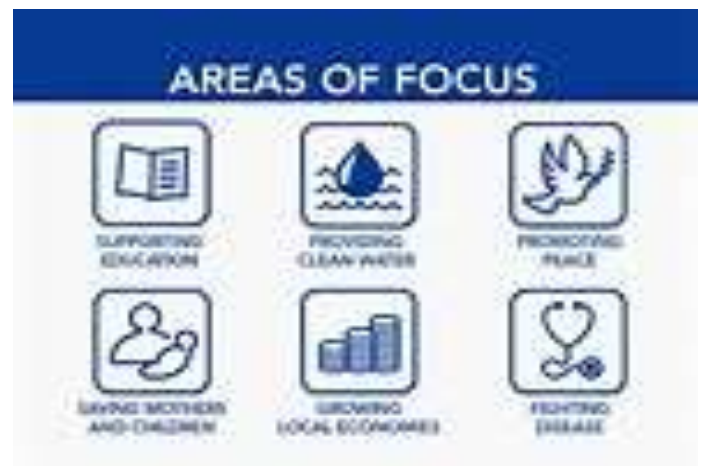 AREAS OF FOCUS
SUPPORTING
EDUCATION
PROVIDING
CLEAN WATER
PROMOTING
PEACE
SAVING MOTHERS
AND CHILDREN
GROWING
LOCAL ECONOMIES
FIGHTING
DISEASE